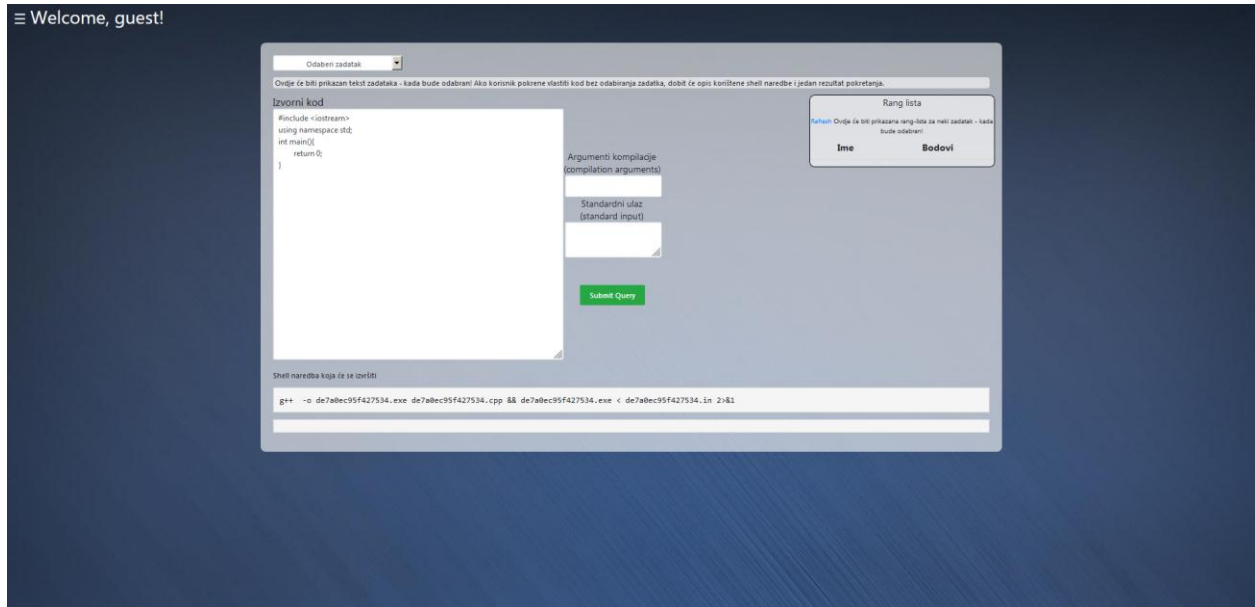 ☰ Welcome, guest!
Odaberi zadatak
Ovdje će biti prikazan tekst zadataka - kada bude odabran! Ako korisnik pokrene vlastiti kod bez odabiranja zadatka, dobit će opis korištene shell naredbe i jedan rezultat pokretanja.
Izvorni kod
#include <iostream>
using namespace std;
int main(){
return 0;
}
Argumenti kompilacije
(compilation arguments)
Standardni ulaz
(standard input)
Submit Query
Rang lista
Refresh Ovdje će biti prikazana rang-lista za neki zadatak - kada
bude odabran!
Ime Bodovi
Shell naredba koja će se izvršiti
g++ -o de7a0ec95f427534.exe de7a0ec95f427534.cpp && de7a0ec95f427534.exe < de7a0ec95f427534.in 2>&1